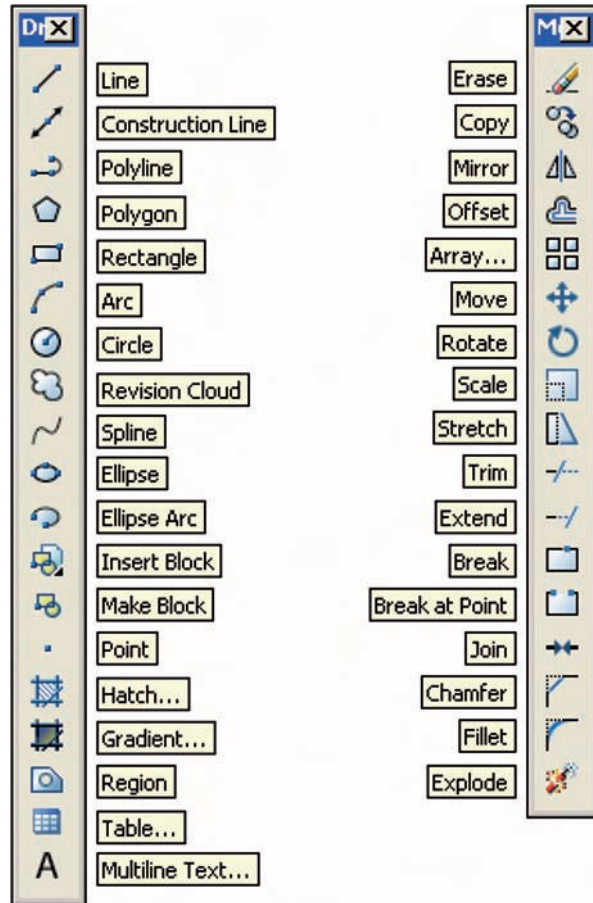 Dr
Line
Construction Line
Polyline
Polygon
Rectangle
Arc
Circle
Revision Cloud
Spline
Ellipse
Ellipse Arc
Insert Block
Make Block
Point
Hatch...
Gradient...
Region
Table...
A
Multiline Text...
Erase
Copy
Mirror
Offset
Array...
Move
Rotate
Scale
Stretch
Trim
Extend
Break
Break at Point
Join
Chamfer
Fillet
Explode